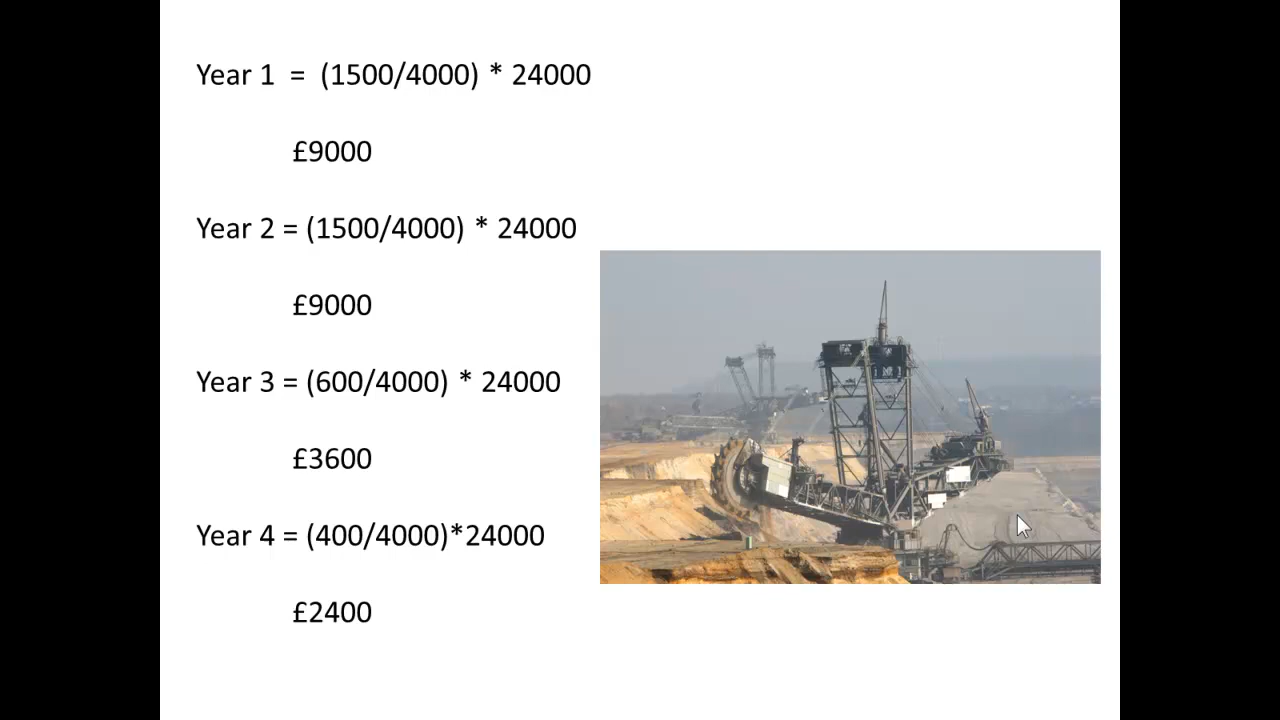 Year 1 = (1500/4000) * 24000
£9000
Year 2 = (1500/4000) * 24000
£9000
Year 3 = (600/4000) * 24000
£3600
Year 4 = (400/4000)*24000
£2400